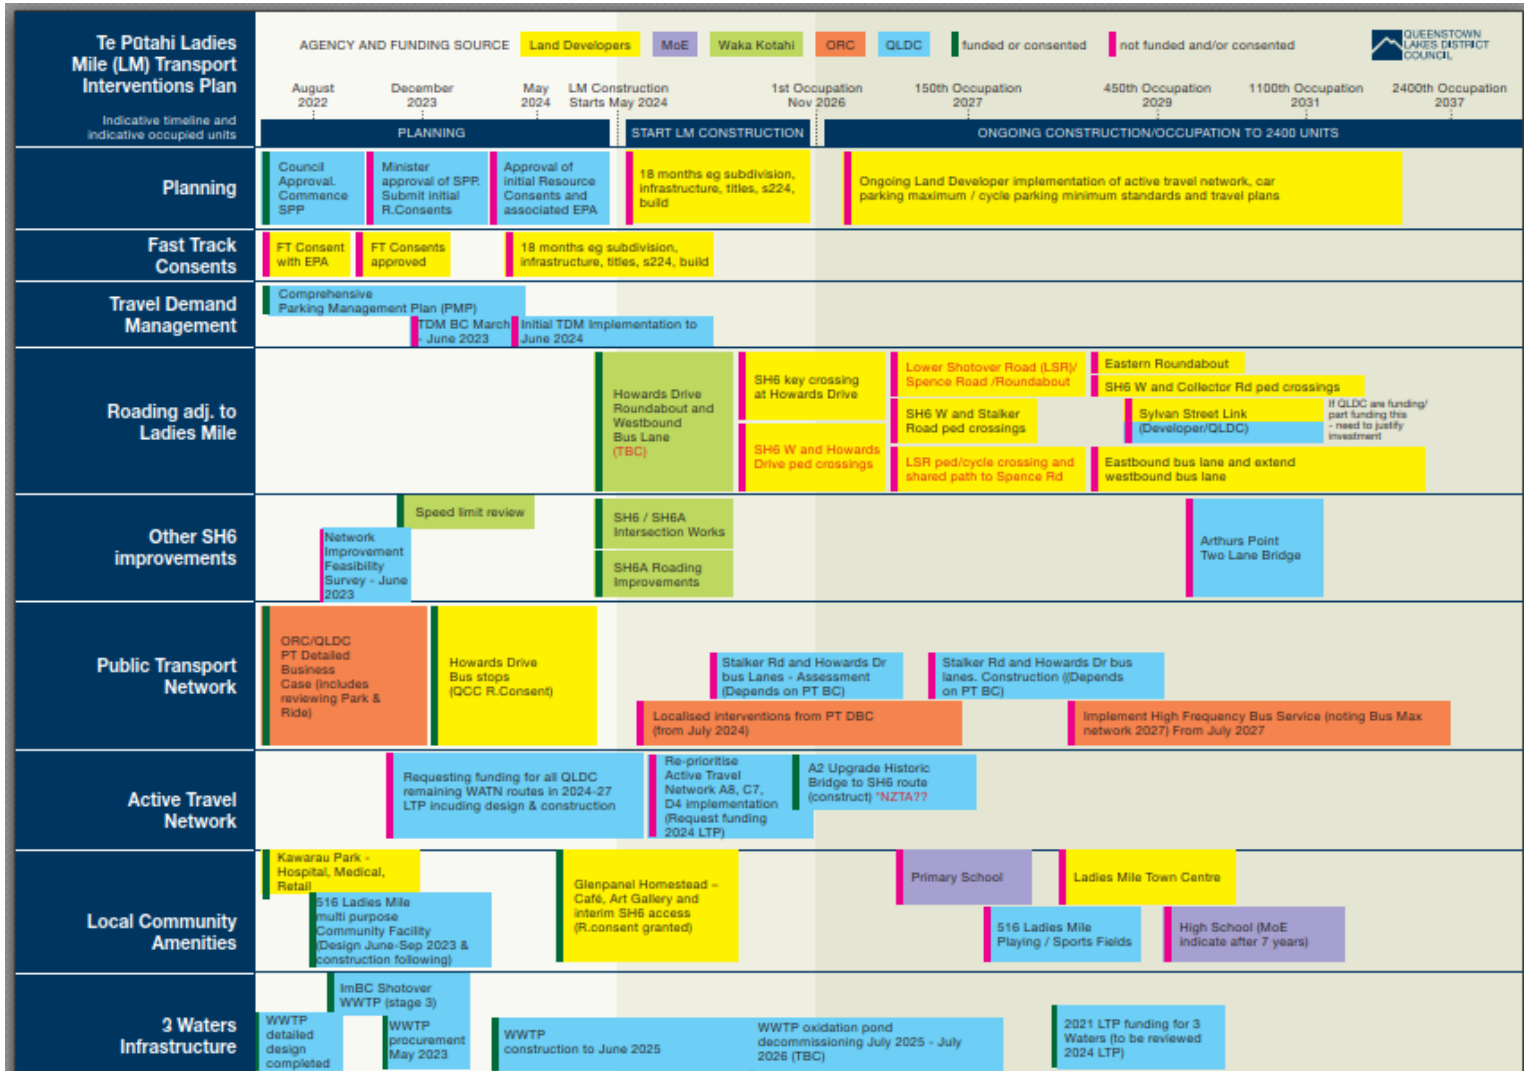 Te Pūtahi Ladies
Mile (LM) Transport
Interventions Plan
Indicative timeline and
indicative occupied units
AGENCY AND FUNDING SOURCE
Land Developers
MoE
Waka Kotahi
ORC
QLDC
funded or consented
not funded and/or consented
QUEENSTOWN
LAKES DISTRICT
COUNCIL
August
2022
December
2023
May
2024
LM Construction
Starts May 2024
1st Occupation
Nov 2026
150th Occupation
2027
450th Occupation
2029
1100th Occupation
2031
2400th Occupation
2037
PLANNING
START LM CONSTRUCTION
ONGOING CONSTRUCTION/OCCUPATION TO 2400 UNITS
Planning
Council
Approval.
Commence
SPP
Minister
approval of SPP.
Submit initial
R.Consents
Approval of
initial Resource
Consents and
associated EPA
18 months eg subdivision,
infrastructure, titles, s224,
build
Ongoing Land Developer implementation of active travel network, car
parking maximum / cycle parking minimum standards and travel plans
Fast Track
Consents
FT Consent
with EPA
FT Consents
approved
18 months eg subdivision,
infrastructure, titles, s224, build
Travel Demand
Management
Comprehensive
Parking Management Plan (PMP)
TDM BC March
- June 2023
Initial TDM Implementation to
June 2024
Roading adj. to
Ladies Mile
Howards Drive
Roundabout and
Westbound
Bus Lane
(TBC)
SH6 key crossing
at Howards Drive
SH6 W and Howards
Drive ped crossings
Lower Shotover Road (LSR)/
Spence Road /Roundabout
SH6 W and Stalker
Road ped crossings
LSR ped/cycle crossing and
shared path to Spence Rd
Eastern Roundabout
SH6 W and Collector Rd ped crossings
Sylvan Street Link
(Developer/QLDC)
If QLDC are funding/
part funding this
- need to justify
investment
Eastbound bus lane and extend
westbound bus lane
Other SH6
improvements
Speed limit review
Network
Improvement
Feasibility
Survey - June
2023
SH6 / SH6A
Intersection Works
SH6A Roading
Improvements
Arthurs Point
Two Lane Bridge
Public Transport
Network
ORC/QLDC
PT Detailed
Business
Case (includes
reviewing Park &
Ride)
Howards Drive
Bus stops
(QCC R.Consent)
Stalker Rd and Howards Dr
bus Lanes - Assessment
(Depends on PT BC)
Stalker Rd and Howards Dr bus
lanes. Construction ((Depends
on PT BC)
Localised interventions from PT DBC
(from July 2024)
Implement High Frequency Bus Service (noting Bus Max
network 2027) From July 2027
Active Travel
Network
Requesting funding for all QLDC
remaining WATN routes in 2024-27
LTP incuding design & construction
Re-prioritise
Active Travel
Network A8, C7,
D4 implementation
(Request funding
2024 LTP)
A2 Upgrade Historic
Bridge to SH6 route
(construct) *NZTA??
Local Community
Amenities
Kawarau Park -
Hospital, Medical,
Retail
516 Ladies Mile
multi purpose
Community Facility
(Design June-Sep 2023 &
construction following)
Glenpanel Homestead –
Café, Art Gallery and
interim SH6 access
(R.consent granted)
Primary School
Ladies Mile Town Centre
516 Ladies Mile
Playing / Sports Fields
High School (MoE
indicate after 7 years)
3 Waters
Infrastructure
ImBC Shotover
WWTP (stage 3)
WWTP
detailed
design
completed
WWTP
procurement
May 2023
WWTP
construction to June 2025
WWTP oxidation pond
decommissioning July 2025 - July
2026 (TBC)
2021 LTP funding for 3
Waters (to be reviewed
2024 LTP)